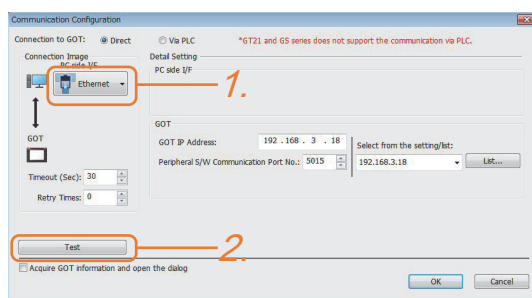 Communication Configuration
Connection to GOT: Direct Via PLC *GT21 and GS series does not support the communication via PLC.
Connection Image Detail Setting
PC side I/F PC side I/F
Ethernet 1.
GOT GOT
GOT IP Address: 192 . 168 . 3 . 18 Select from the setting/list:
Peripheral S/W Communication Port No.: 5015 192.168.3.18 List...
Timeout (Sec): 30
Retry Times: 0
Test 2.
Acquire GOT information and open the dialog
OK Cancel